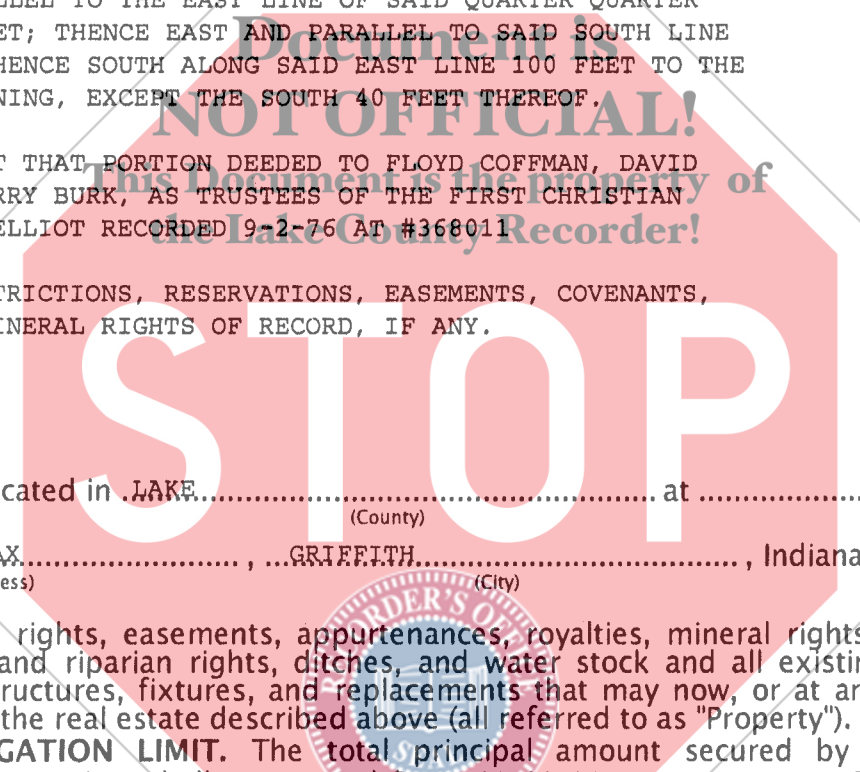 LLEL TO THE EAST LINE OF SAID QUARTER QUARTER
ET; THENCE EAST AND PARALLEL TO SAID SOUTH LINE
HENCE SOUTH ALONG SAID EAST LINE 100 FEET TO THE
NING, EXCEPT THE SOUTH 40 FEET THEREOF.
Document is
NOT OFFICIAL!
This Document is the property of
the Lake County Recorder!
T THAT PORTION DEEDED TO FLOYD COFFMAN, DAVID
RRY BURK, AS TRUSTEES OF THE FIRST CHRISTIAN
ELLIOT RECORDED 9-2-76 AT #368011
TRICTIONS, RESERVATIONS, EASEMENTS, COVENANTS,
INERAL RIGHTS OF RECORD, IF ANY.
STOP
cated in .LAKE.................................................... at ....................
(County)
AX......................... , ...GRIFFITH..................................... , Indiana
ess) (City)
RECORDER'S OF
rights, easements, appurtenances, royalties, mineral rights
and riparian rights, ditches, and water stock and all existin
ructures, fixtures, and replacements that may now, or at an
the real estate described above (all referred to as "Property").
GATION LIMIT. The total principal amount secured by